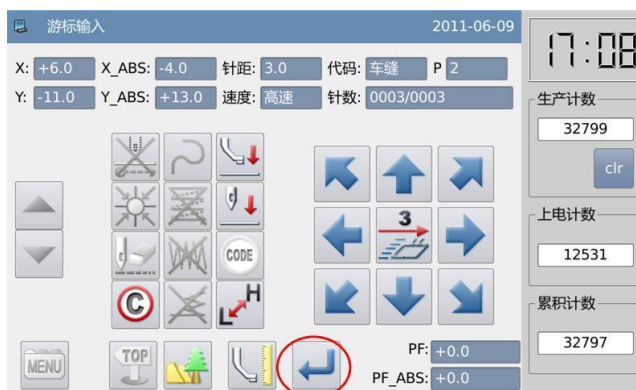 游标输入 2011-06-09
17:08
X: +6.0 X_ABS: -4.0 针距: 3.0 代码: 车缝 P 2
Y: -11.0 Y_ABS: +13.0 速度: 高速 针数: 0003/0003
生产计数
32799
clr
3
CODE
上电计数
12531
C
L H
累积计数
32797
MENU
TOP
PF: +0.0
PF_ABS: +0.0